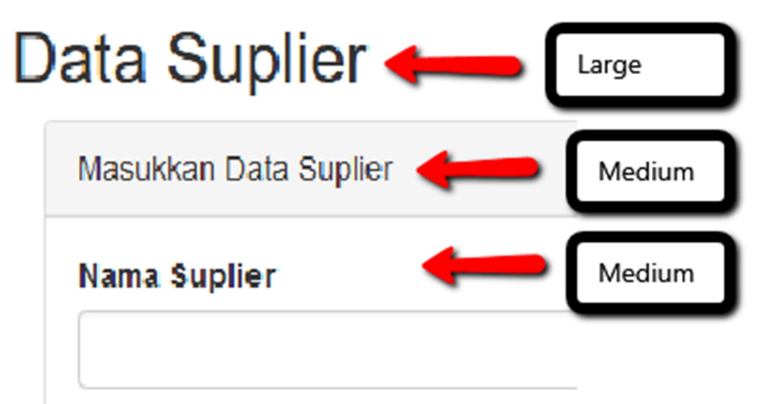 Data Suplier
Large
Masukkan Data Suplier
Medium
Nama Suplier
Medium